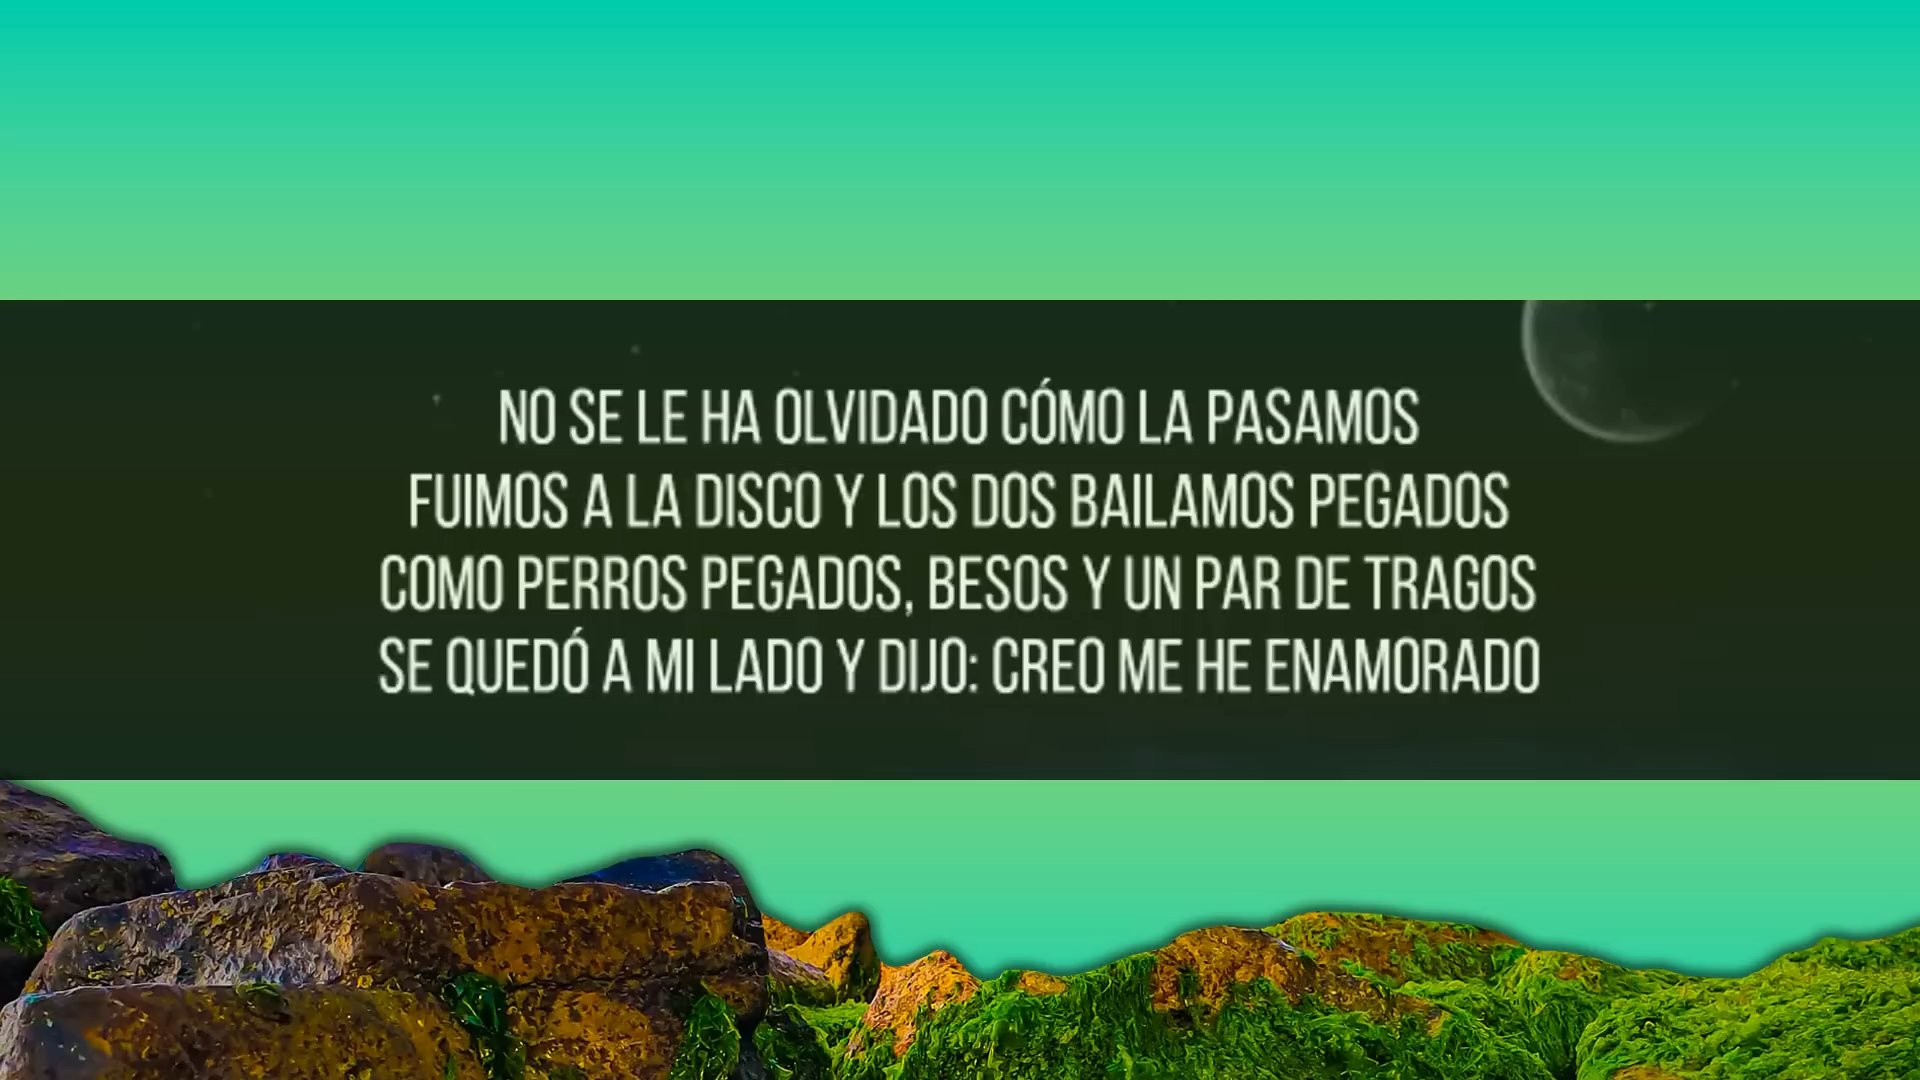 NO SE LE HA OLVIDADO CÓMO LA PASAMOS
FUIMOS A LA DISCO Y LOS DOS BAILAMOS PEGADOS
COMO PERROS PEGADOS, BESOS Y UN PAR DE TRAGOS
SE QUEDÓ A MI LADO Y DIJO: CREO ME HE ENAMORADO